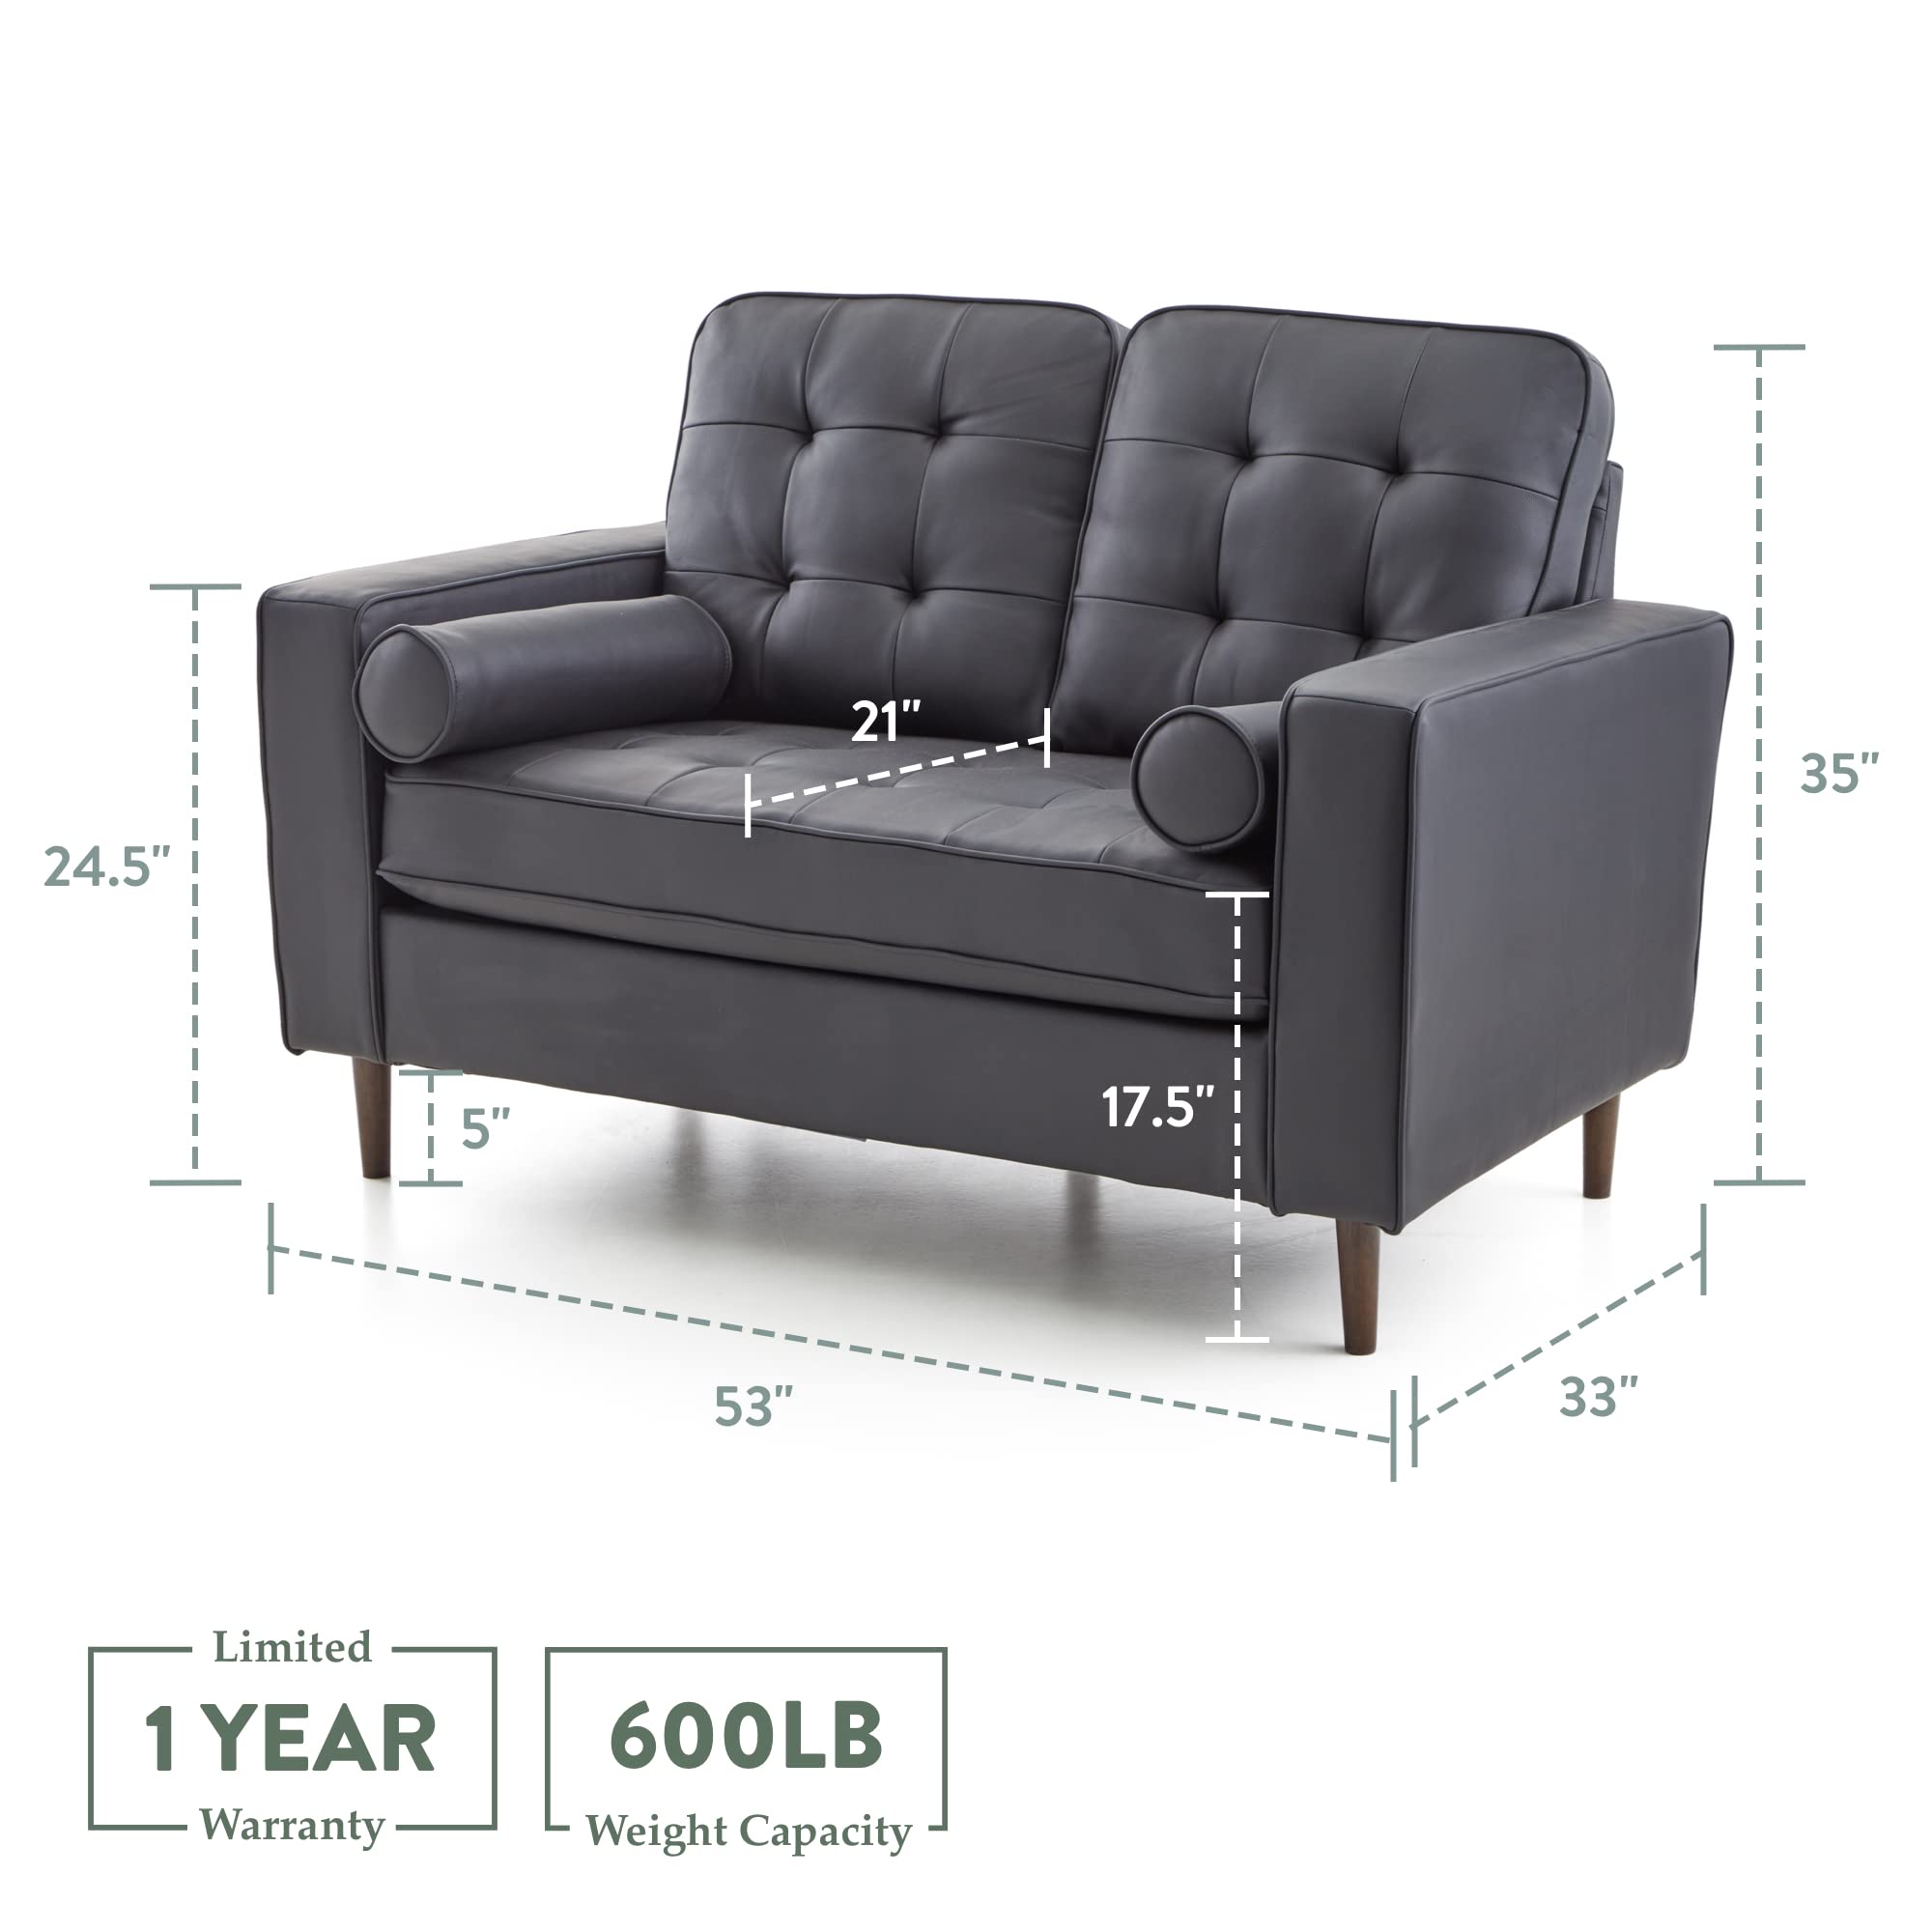 21"
35"
24.5"
17.5"
5"
53"
33"
Limited
1 YEAR
Warranty
600LB
Weight Capacity